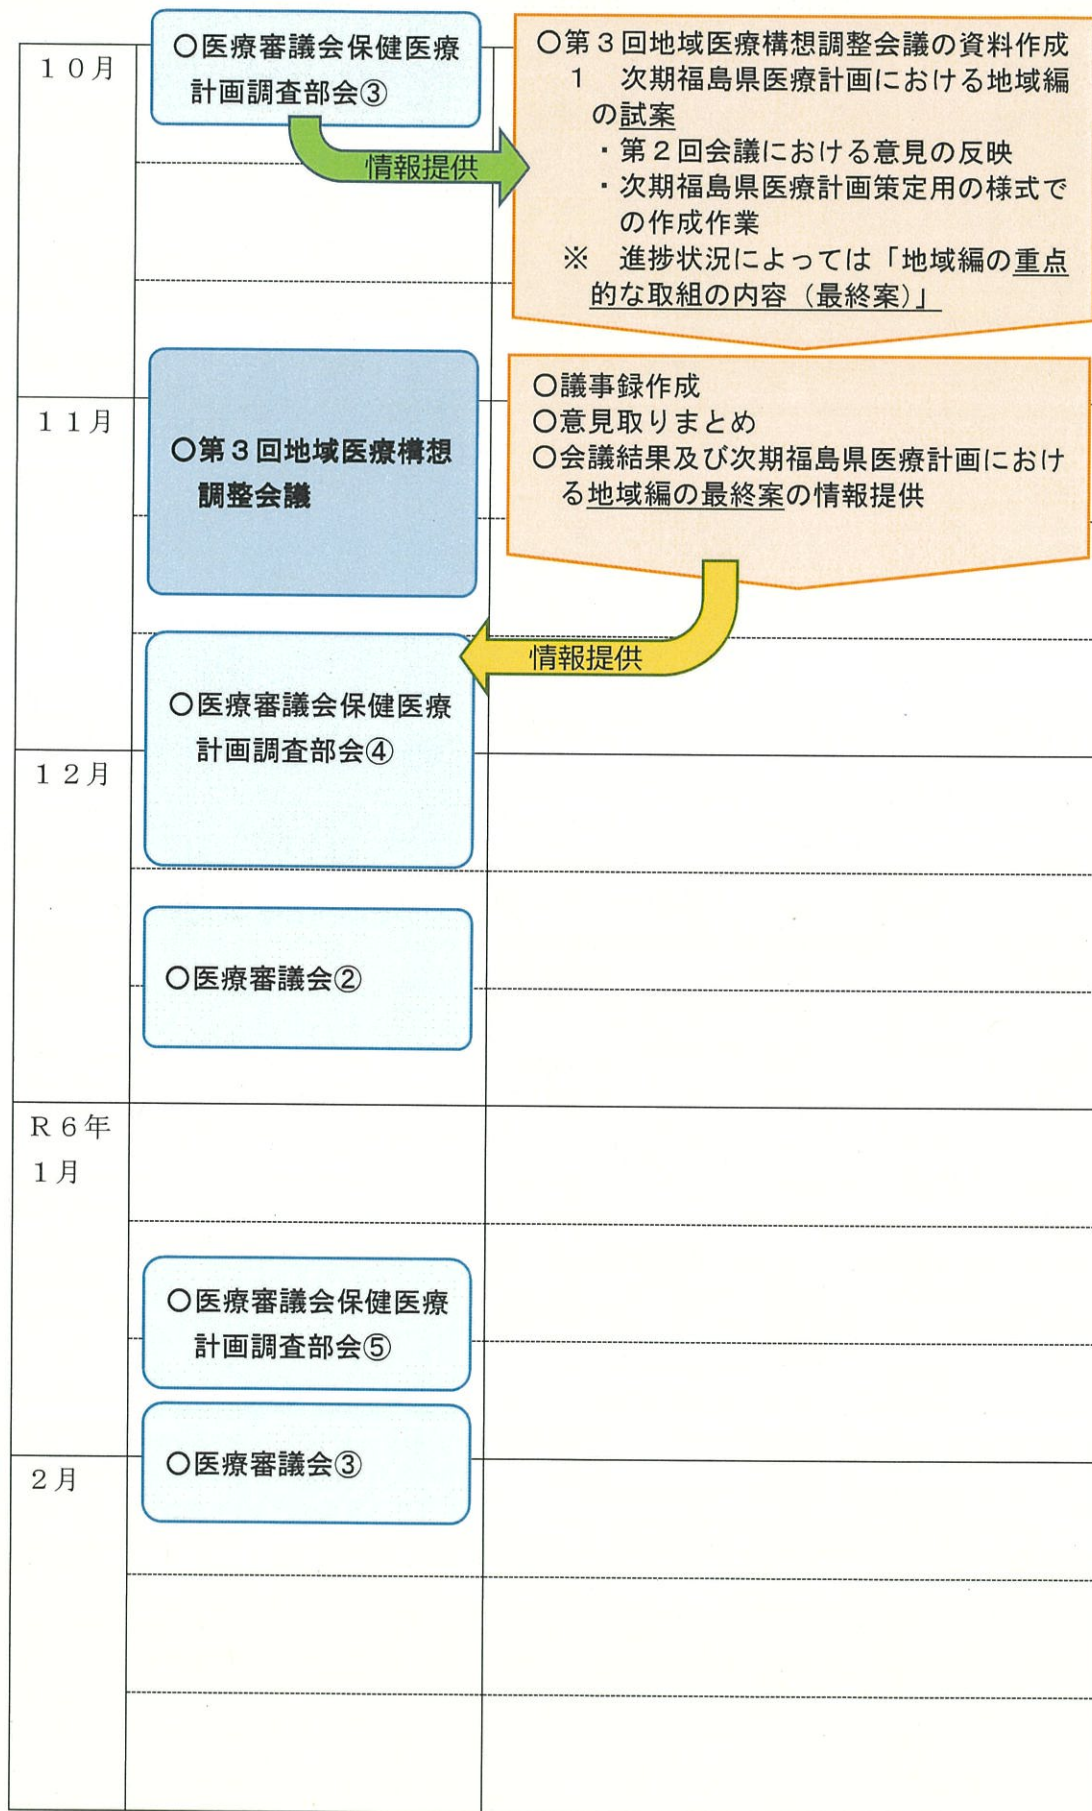 10月
○医療審議会保健医療
計画調査部会③
情報提供
○第3回地域医療構想調整会議の資料作成
1 次期福島県医療計画における地域編
の試案
・第2回会議における意見の反映
・次期福島県医療計画策定用の様式で
の作成作業
※ 進捗状況によっては「地域編の重点
的な取組の内容（最終案）」
11月
○第3回地域医療構想
調整会議
○議事録作成
○意見取りまとめ
○会議結果及び次期福島県医療計画におけ
る地域編の最終案の情報提供
情報提供
○医療審議会保健医療
計画調査部会④
12月
○医療審議会②
R6年
1月
○医療審議会保健医療
計画調査部会⑤
○医療審議会③
2月